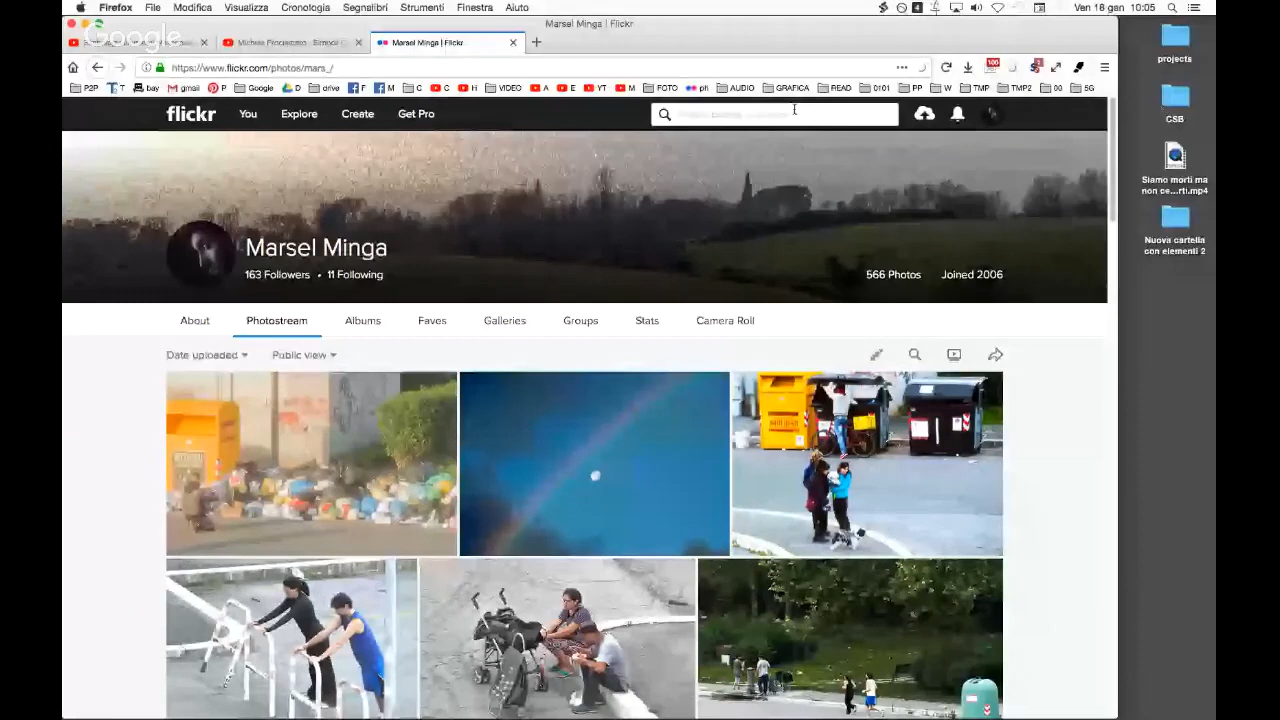 Firefox File Modifica Visualizza Cronologia Segnalibri Strumenti Finestra Aiuto 4 Ven 18 gen 10:05
Marsel Minga | Flickr
Google
Marsel Minga | Flickr
https://www.flickr.com/photos/mars_/
100
P2P T bay gmail P Google D drive F F M C C H VIDEO A E YT M FOTO ph AUDIO GRAFICA READ 0101 PP W TMP TMP2 00 5G
flickr You Explore Create Get Pro
Marsel Minga
163 Followers • 11 Following 566 Photos Joined 2006
About Photostream Albums Faves Galleries Groups Stats Camera Roll
Date uploaded Public view
projects
CSB
Siamo morti ma
non ce...rti.mp4
Nuova cartella
con elementi 2